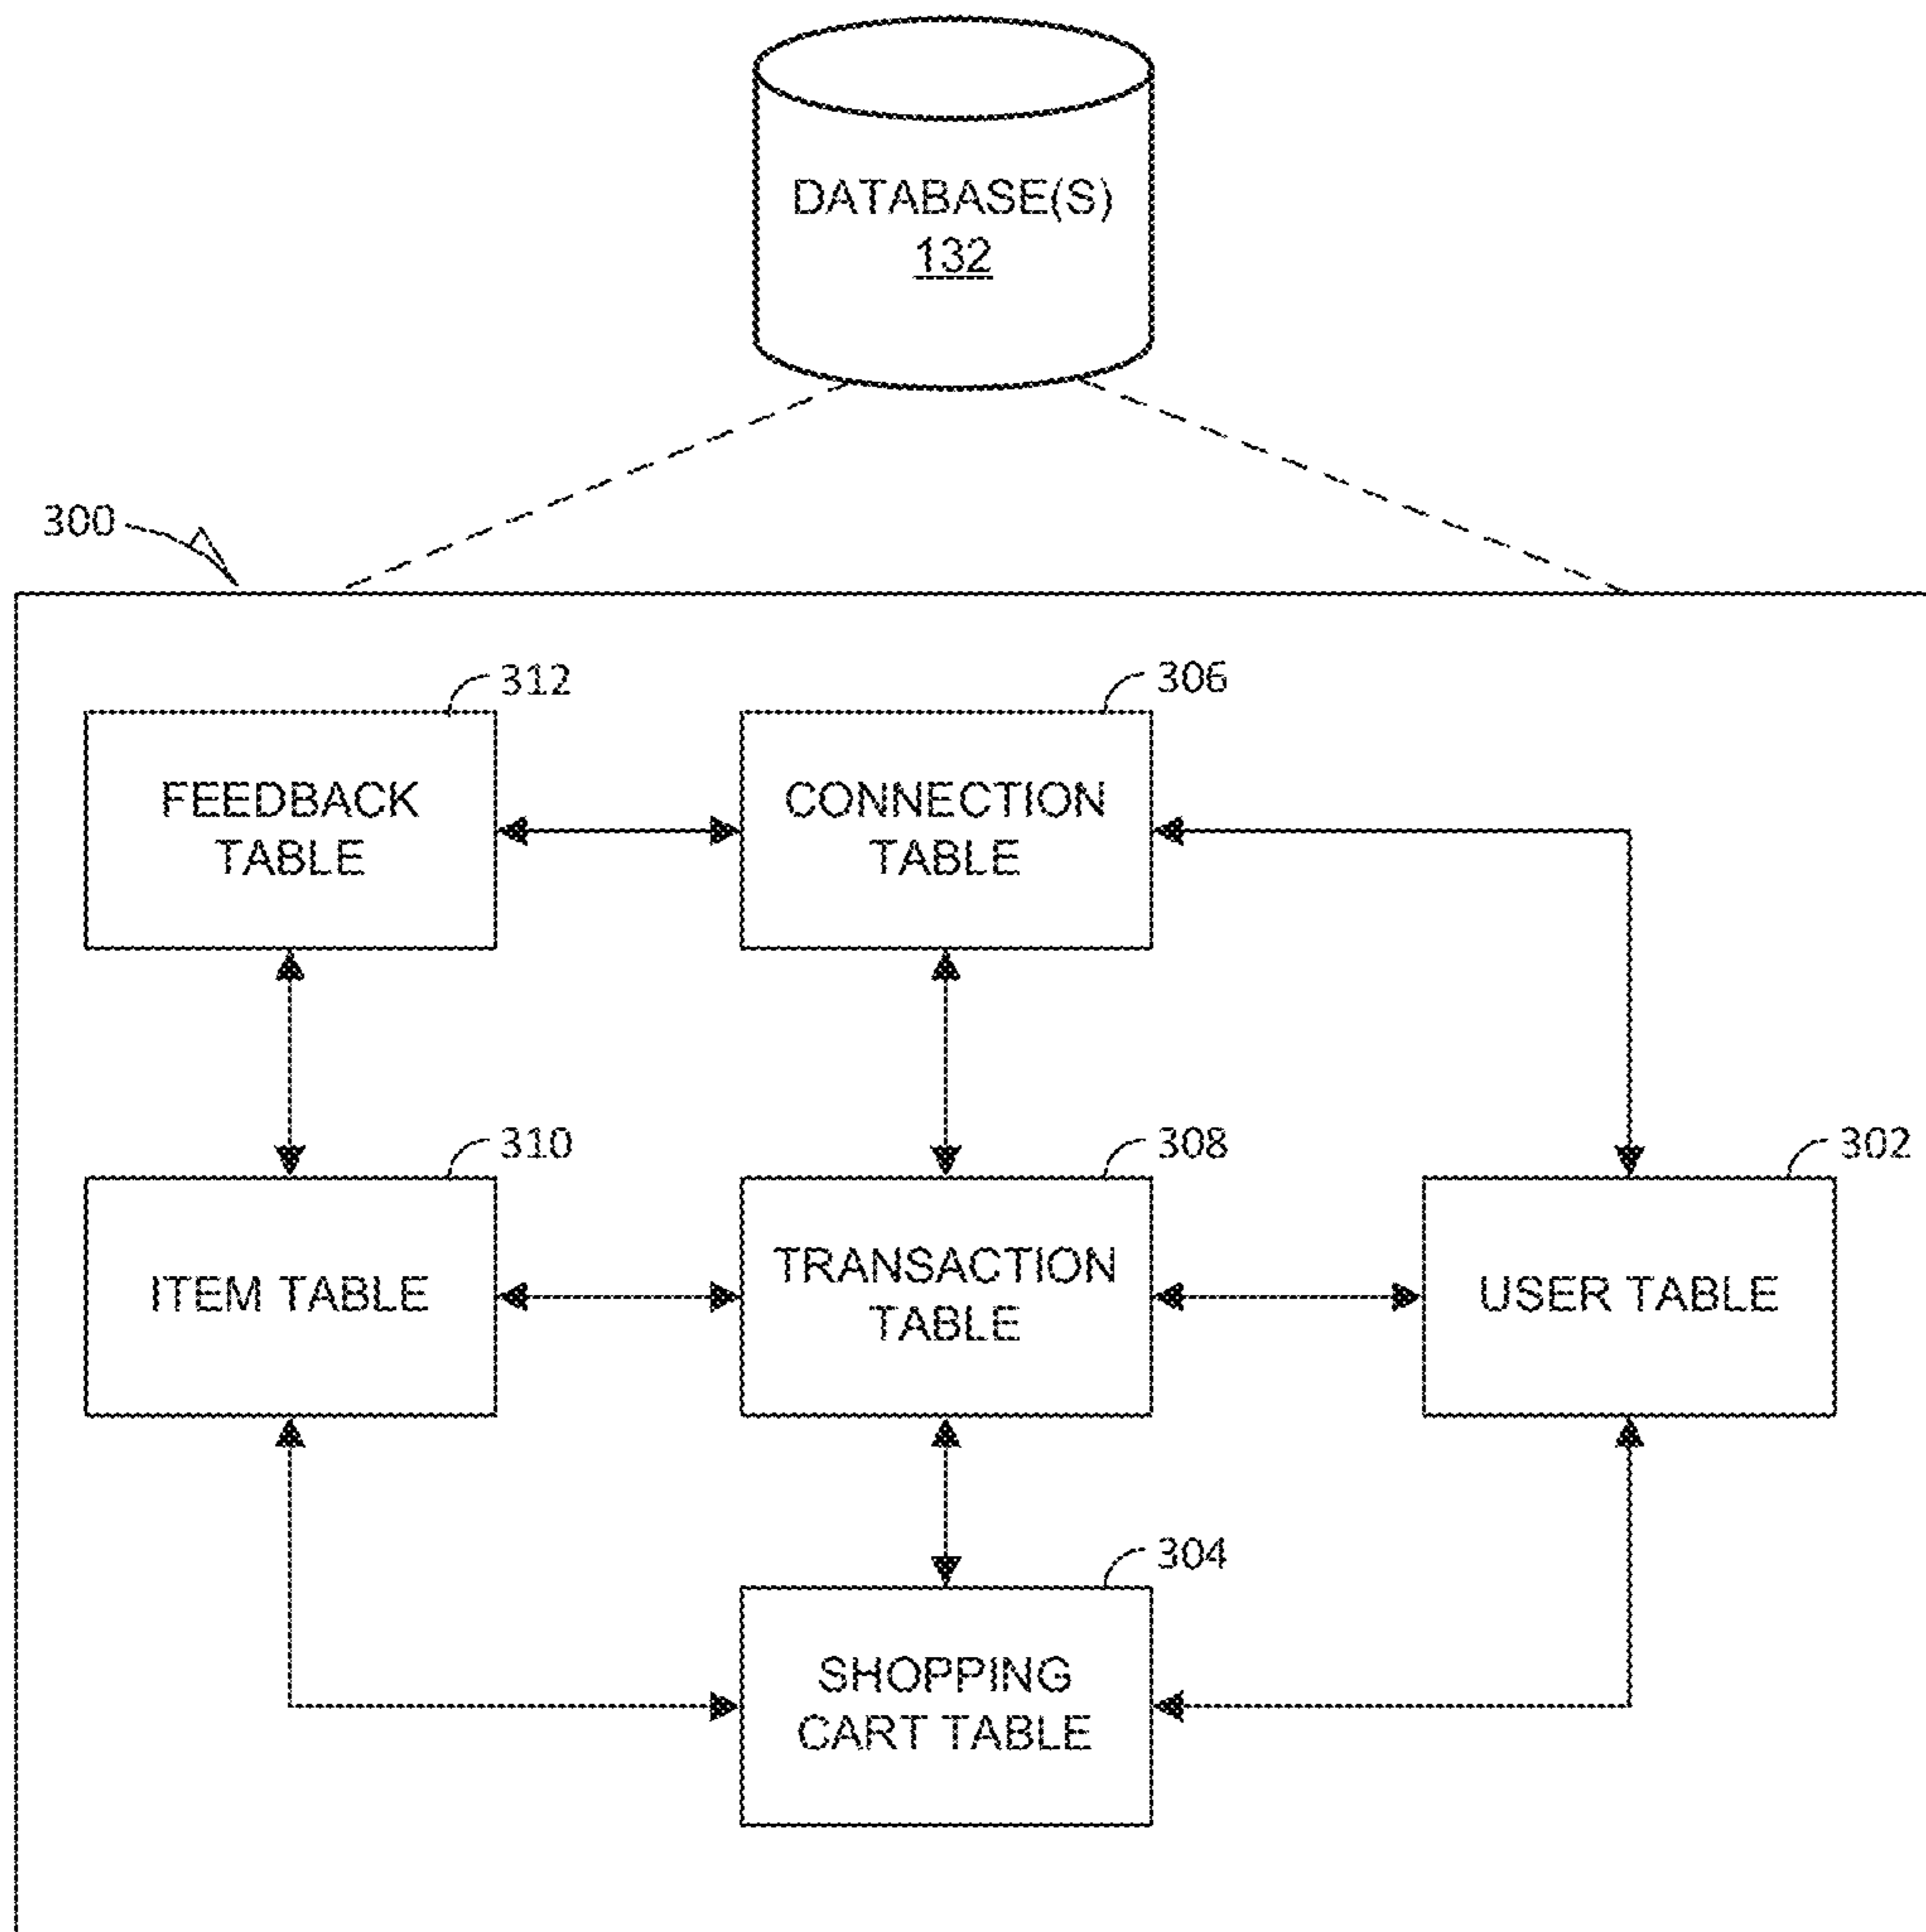 DATABASE(S)
132
300
312
306
FEEDBACK
TABLE
CONNECTION
TABLE
310
308
302
ITEM TABLE
TRANSACTION
TABLE
USER TABLE
304
SHOPPING
CART TABLE